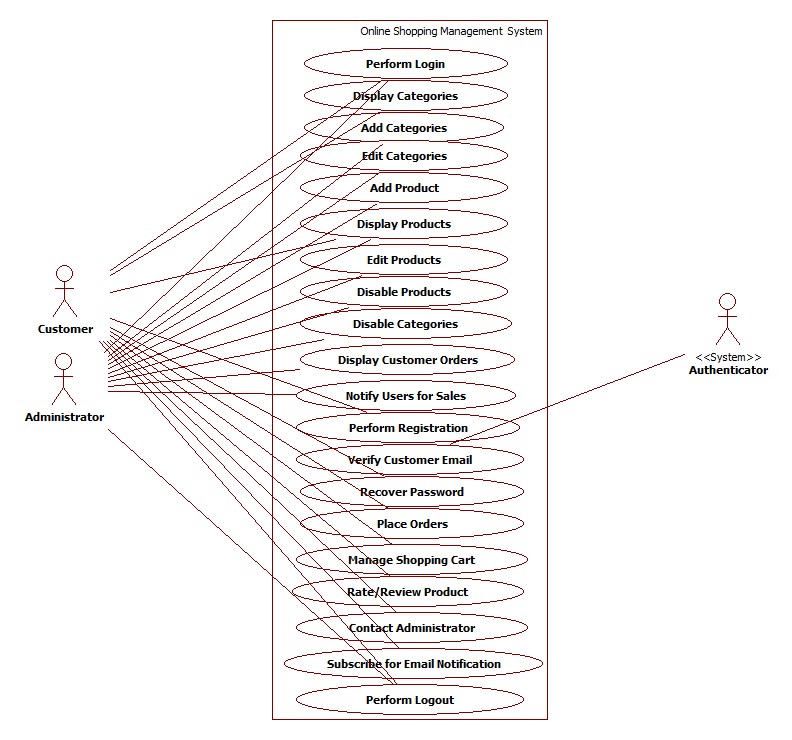 Online Shopping Management System
Perform Login
Display Categories
Add Categories
Edit Categories
Add Product
Display Products
Edit Products
Disable Products
Disable Categories
Display Customer Orders
Notify Users for Sales
Perform Registration
Verify Customer Email
Recover Password
Place Orders
Manage Shopping Cart
Rate/Review Product
Contact Administrator
Subscribe for Email Notification
Perform Logout
Customer
Administrator
<<System>>
Authenticator